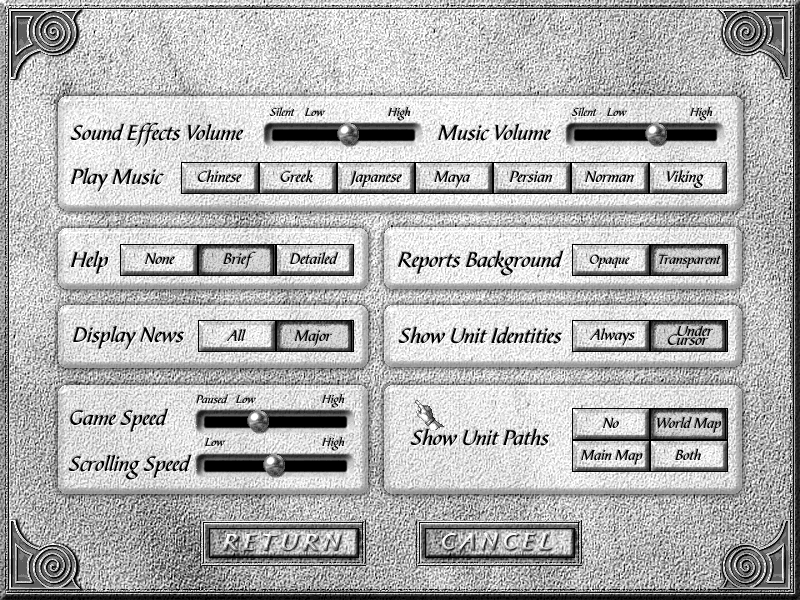 Silent Low High Silent Low High
Sound Effects Volume Music Volume
Play Music Chinese Greek Japanese Maya Persian Norman Viking
Help None Brief Detailed
Reports Background Opaque Transparent
Display News All Major
Show Unit Identities Always Under
Cursor
Paused Low High
Game Speed
Low High
Scrolling Speed
Show Unit Paths
No World Map
Main Map Both
RETURN CANCEL